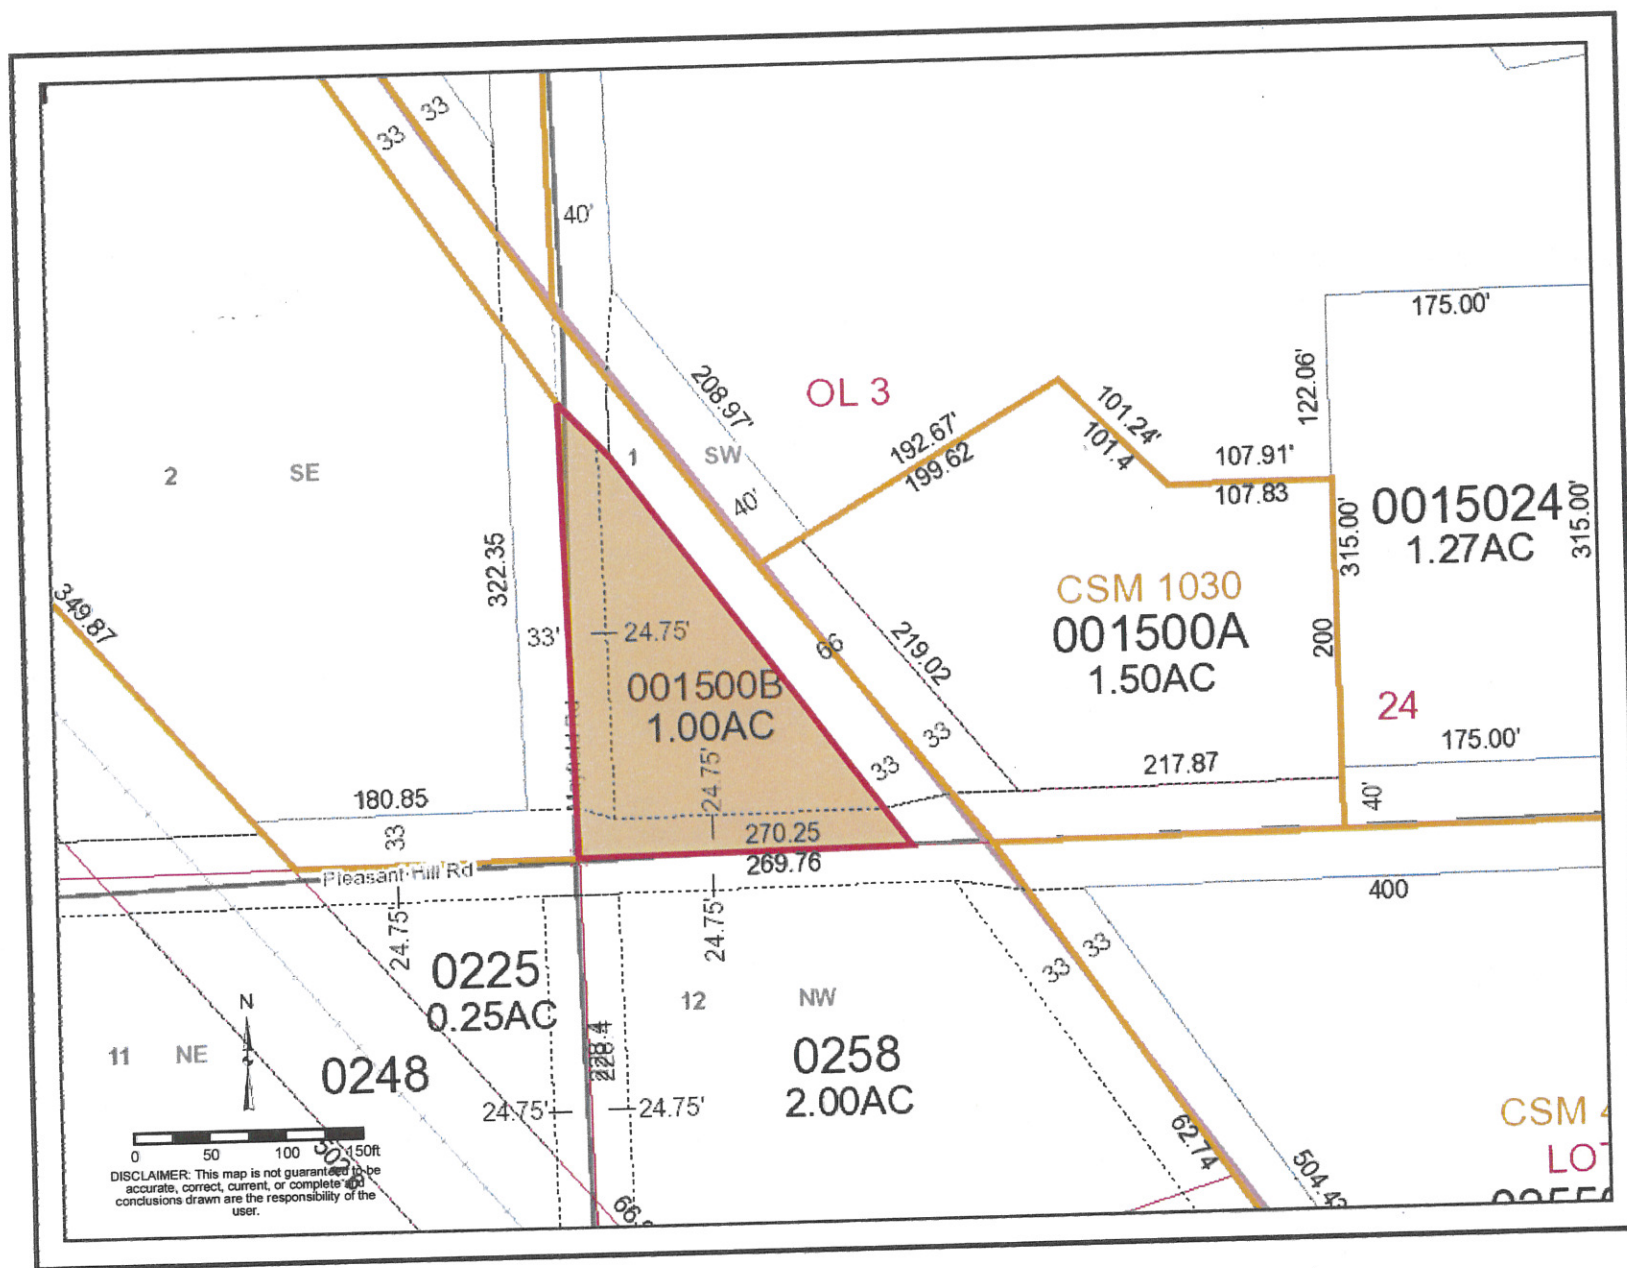 33
33
40'
175.00'
122.06'
208.97'
OL 3
101.24'
101.4
192.67'
199.62
107.91'
107.83
1
SW
2
SE
40'
0015024
1.27AC
315.00'
315.00'
322.35
349.87
33'
24.75'
CSM 1030
001500A
1.50AC
200
66
219.02
001500B
1.00AC
24
33
33
24.75'
217.87
175.00'
40'
180.85
33
270.25
269.76
Pleasant Hill Rd
400
24.75'
24.75'
33
33
0225
0.25AC
12
NW
0258
2.00AC
11
NE
N
0248
228.4
24.75'
24.75'
62.74
504.43
CSM
0
50
100
150ft
DISCLAIMER: This map is not guaranteed to be
accurate, correct, current, or complete and
conclusions drawn are the responsibility of the
user.